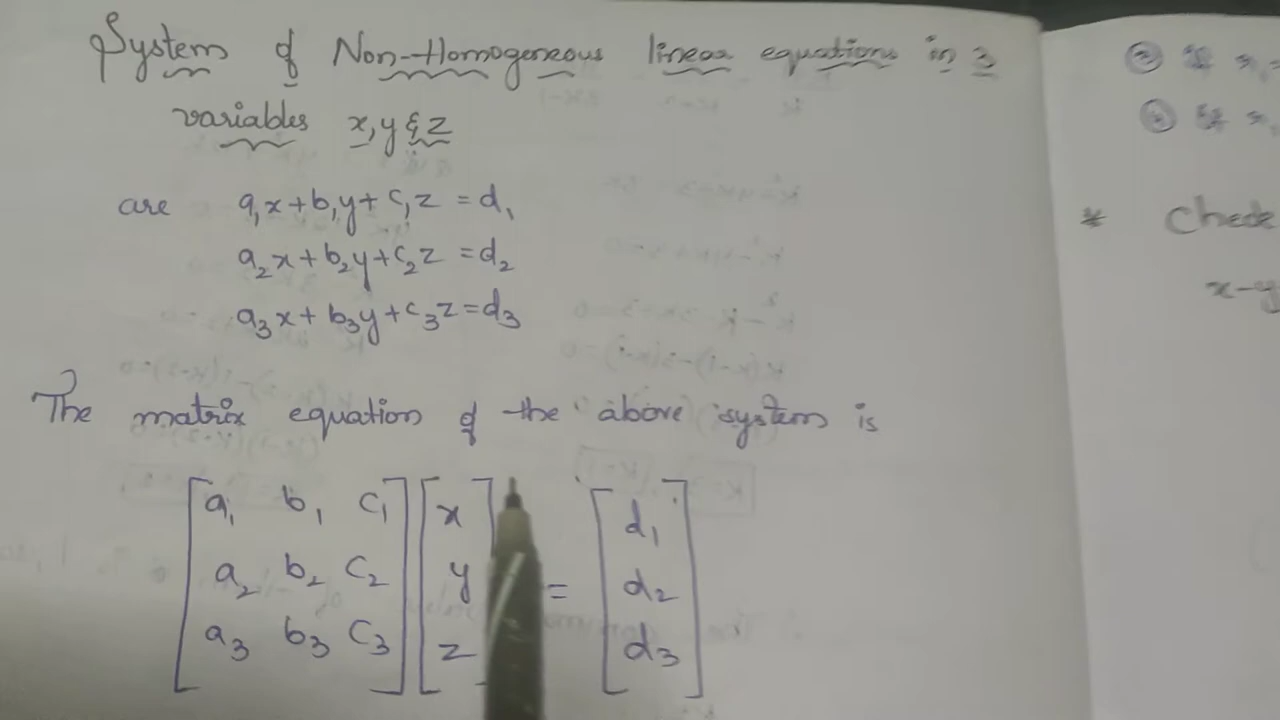 System of Non-Homogeneous linear equations in 3
variables x, y & z
are a₁x + b₁y + c₁z = d₁
a₂x + b₂y + c₂z = d₂
a₃x + b₃y + c₃z = d₃
The matrix equation of the above system is
[a₁ b₁ c₁] [x] [d₁]
[a₂ b₂ c₂] [y] = [d₂]
[a₃ b₃ c₃] [z] [d₃]
* Check
x-y